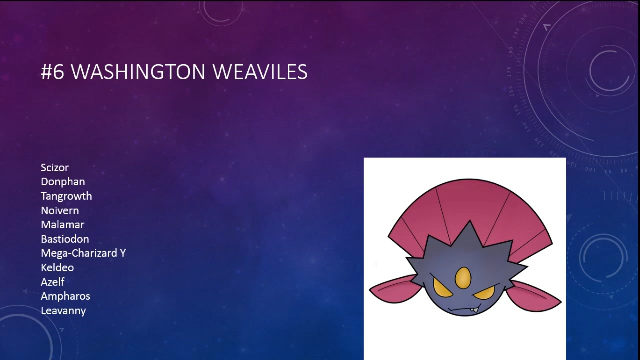 #6 WASHINGTON WEAVILES
Scizor
Donphan
Tangrowth
Noivern
Malamar
Bastiodon
Mega-Charizard Y
Keldeo
Azelf
Ampharos
Leavanny